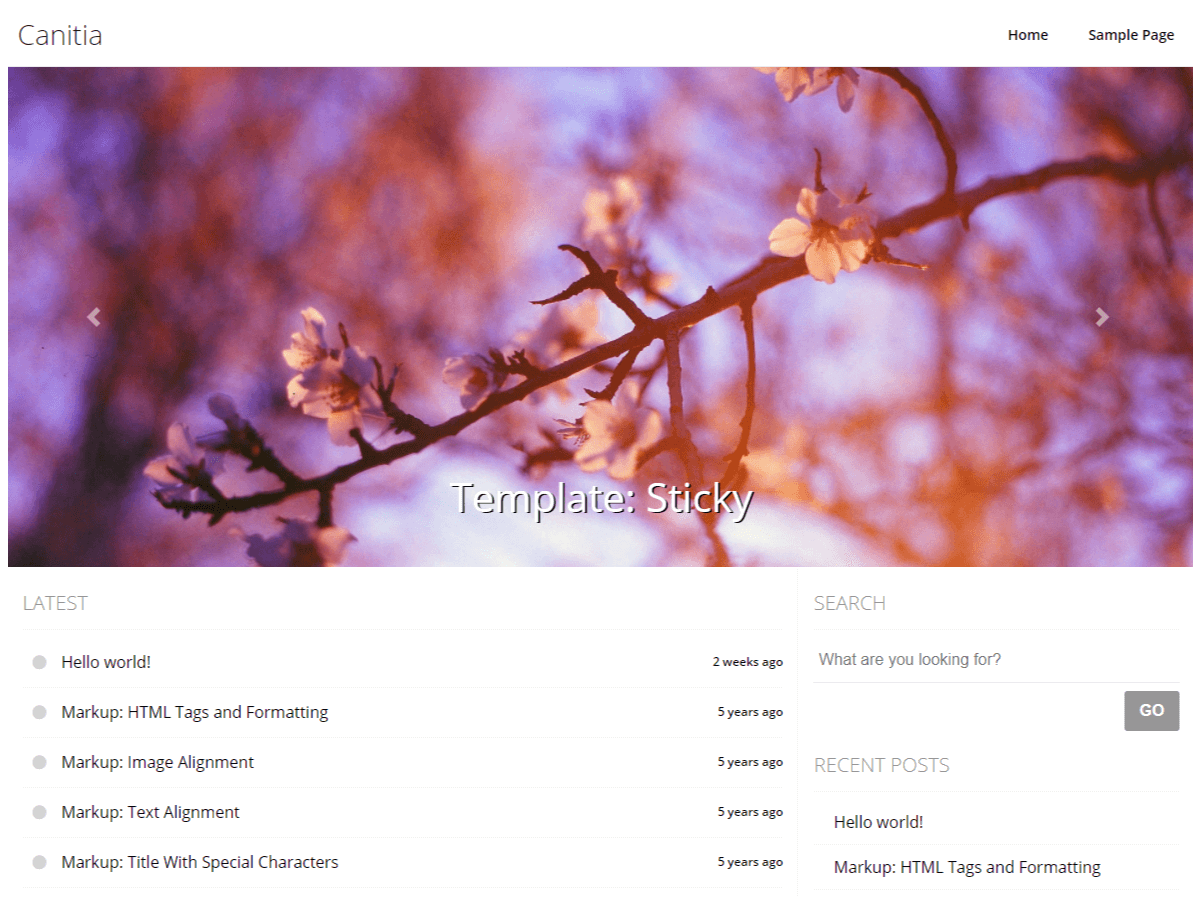 Canitia
Home
Sample Page
Template: Sticky
LATEST
Hello world!
2 weeks ago
Markup: HTML Tags and Formatting
5 years ago
Markup: Image Alignment
5 years ago
Markup: Text Alignment
5 years ago
Markup: Title With Special Characters
5 years ago
SEARCH
What are you looking for?
GO
RECENT POSTS
Hello world!
Markup: HTML Tags and Formatting